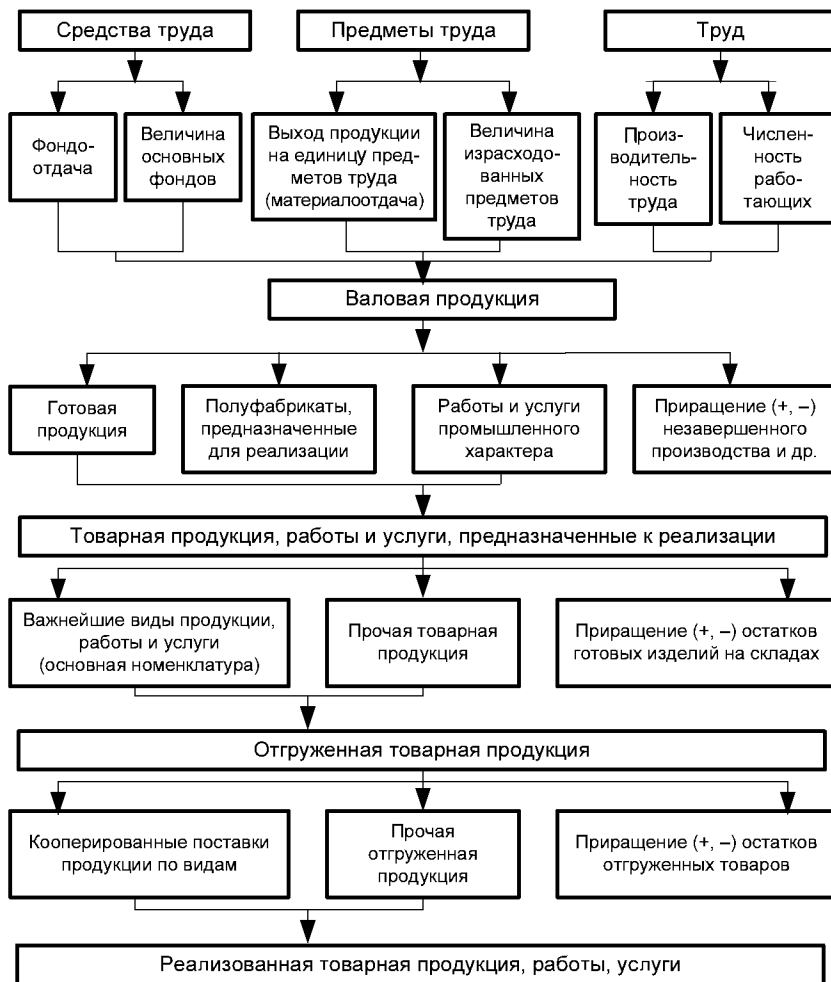 Средства труда
Предметы труда
Труд
Фондо-
отдача
Величина
основных
фондов
Выход продукции
на единицу пред-
метов труда
(материалоотдача)
Величина
израсходо-
ванных
предметов
труда
Произ-
водитель-
ность
труда
Числен-
ность
рабо-
тающих
Валовая продукция
Готовая
продукция
Полуфабрикаты,
предназначенные
для реализации
Работы и услуги
промышленного
характера
Приращение (+, –)
незавершенного
производства и др.
Товарная продукция, работы и услуги, предназначенные к реализации
Важнейшие виды продукции,
работы и услуги
(основная номенклатура)
Прочая товарная
продукция
Приращение (+, –) остатков
готовых изделий на складах
Отгруженная товарная продукция
Кооперированные поставки
продукции по видам
Прочая
отгруженная
продукция
Приращение (+, –) остатков
отгруженных товаров
Реализованная товарная продукция, работы, услуги